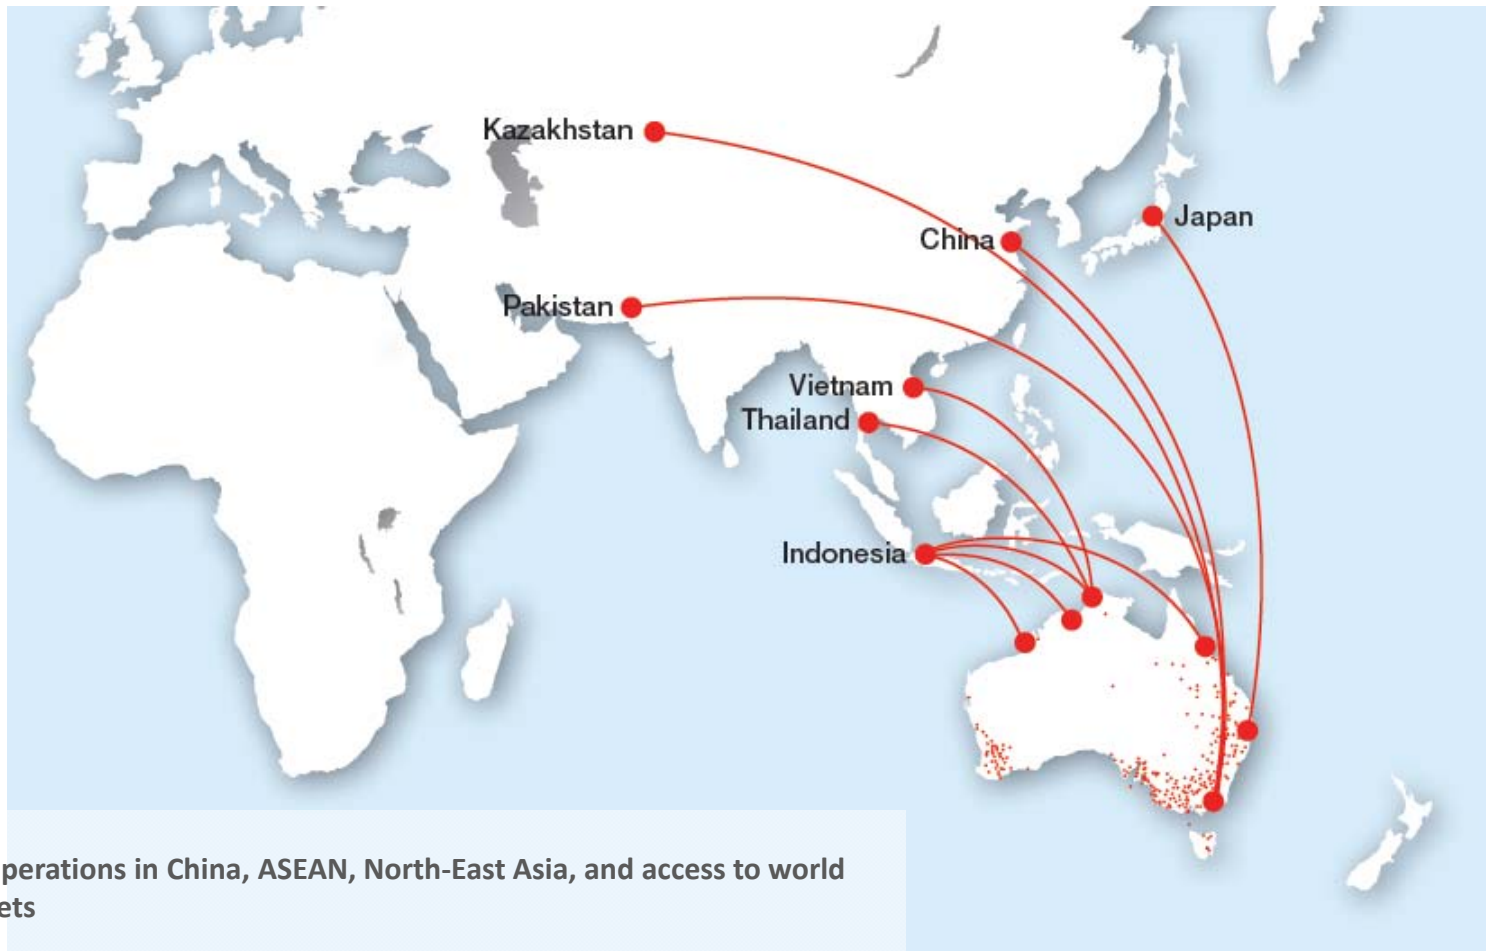 Kazakhstan
Japan
China
Pakistan
Vietnam
Thailand
Indonesia
perations in China, ASEAN, North-East Asia, and access to world
ets